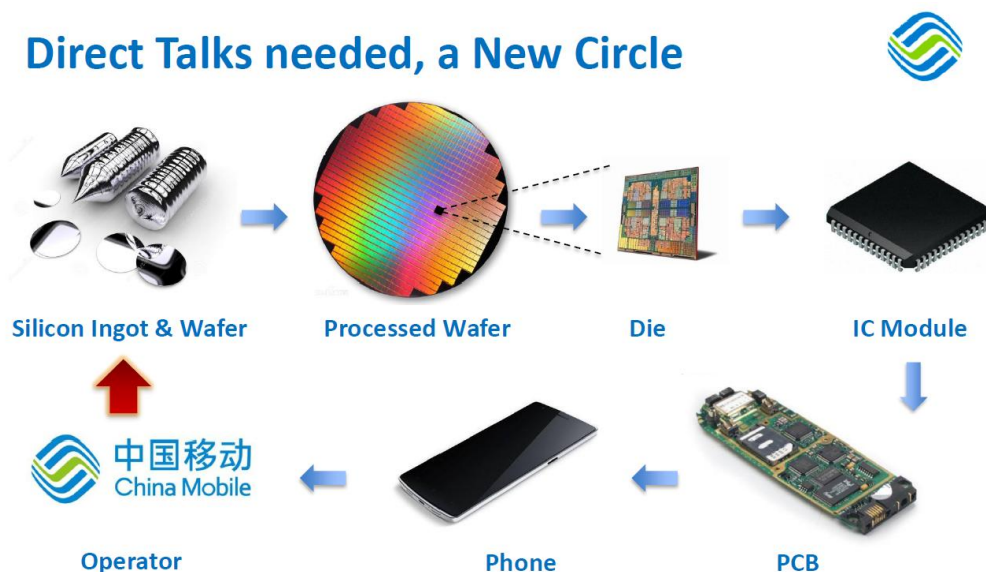 Direct Talks needed, a New Circle
Silicon Ingot & Wafer
Processed Wafer
Die
IC Module
中国移动
China Mobile
Operator
Phone
PCB